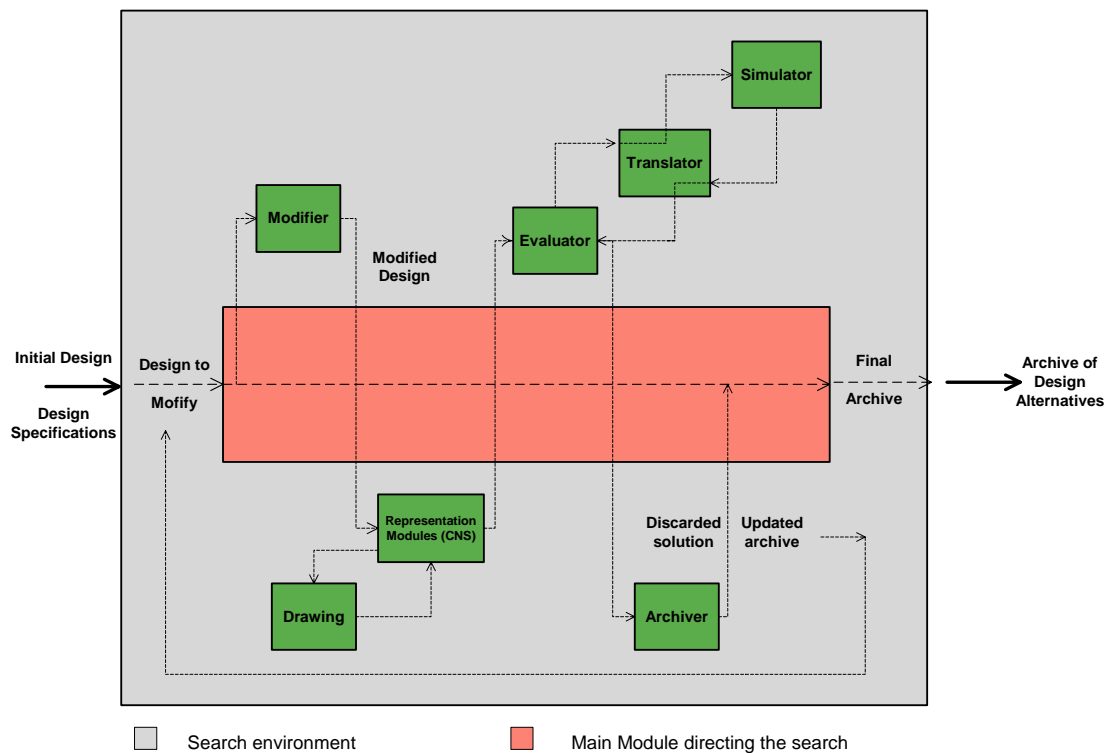 Simulator
Translator
Modifier
Evaluator
Modified
Design
Initial Design
Design
Specifications
Design to
Mofify
Final
Archive
Archive of
Design
Alternatives
Representation
Modules (CNS)
Discarded
solution
Updated
archive
Drawing
Archiver
Search environment
Main Module directing the search